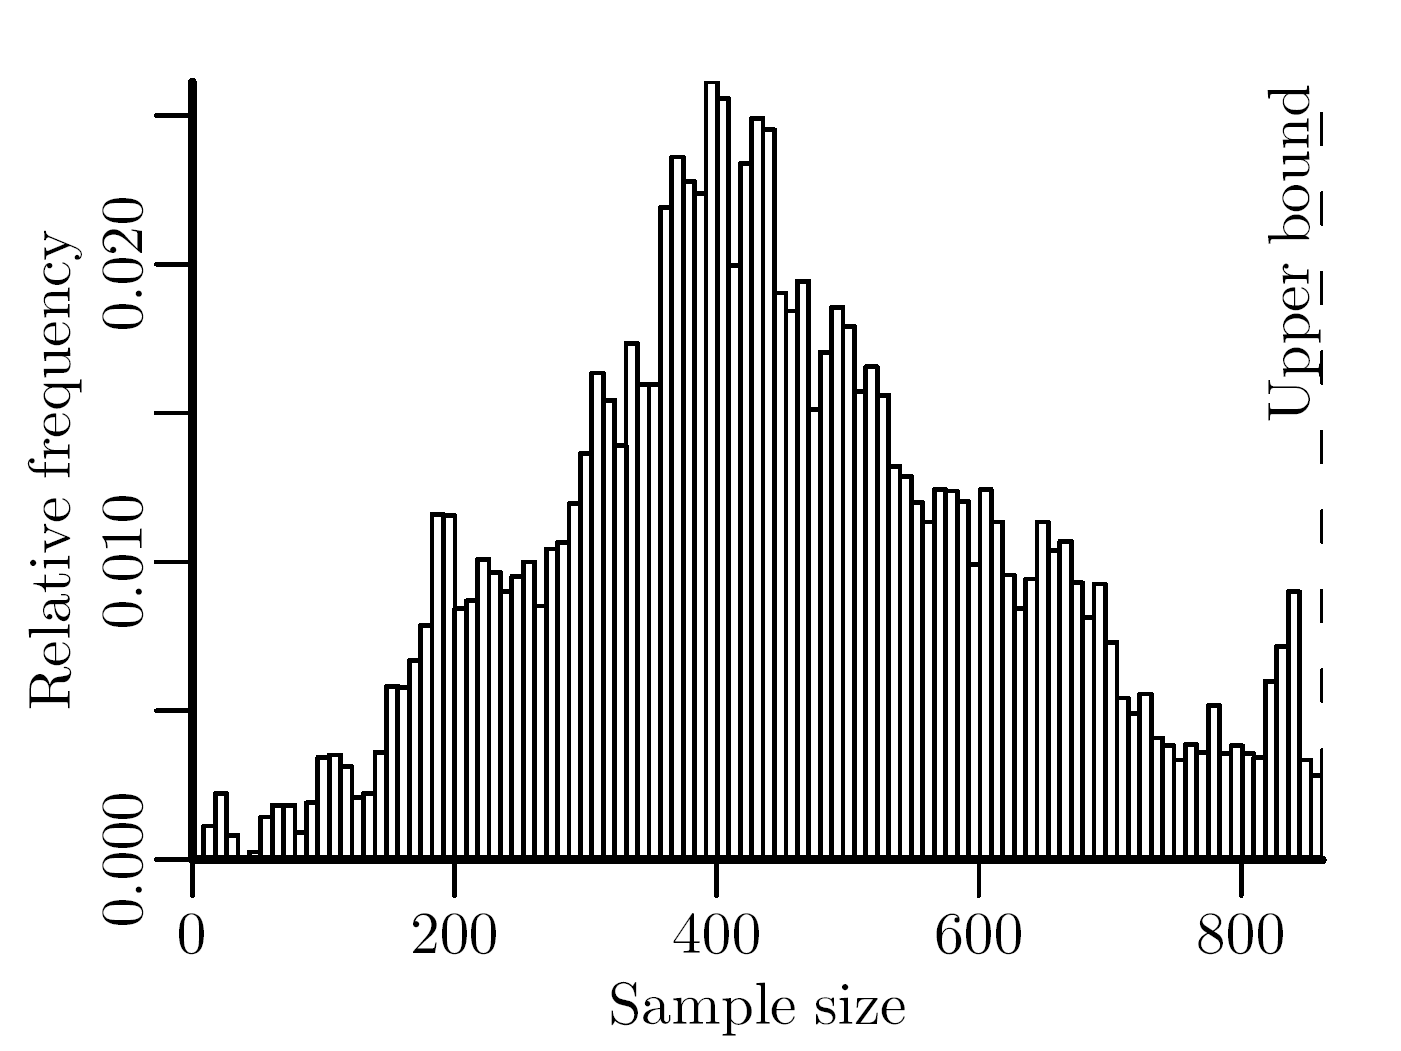 Relative frequency
0.020
0.010
0.000
Upper bound
0 200 400 600 800
Sample size